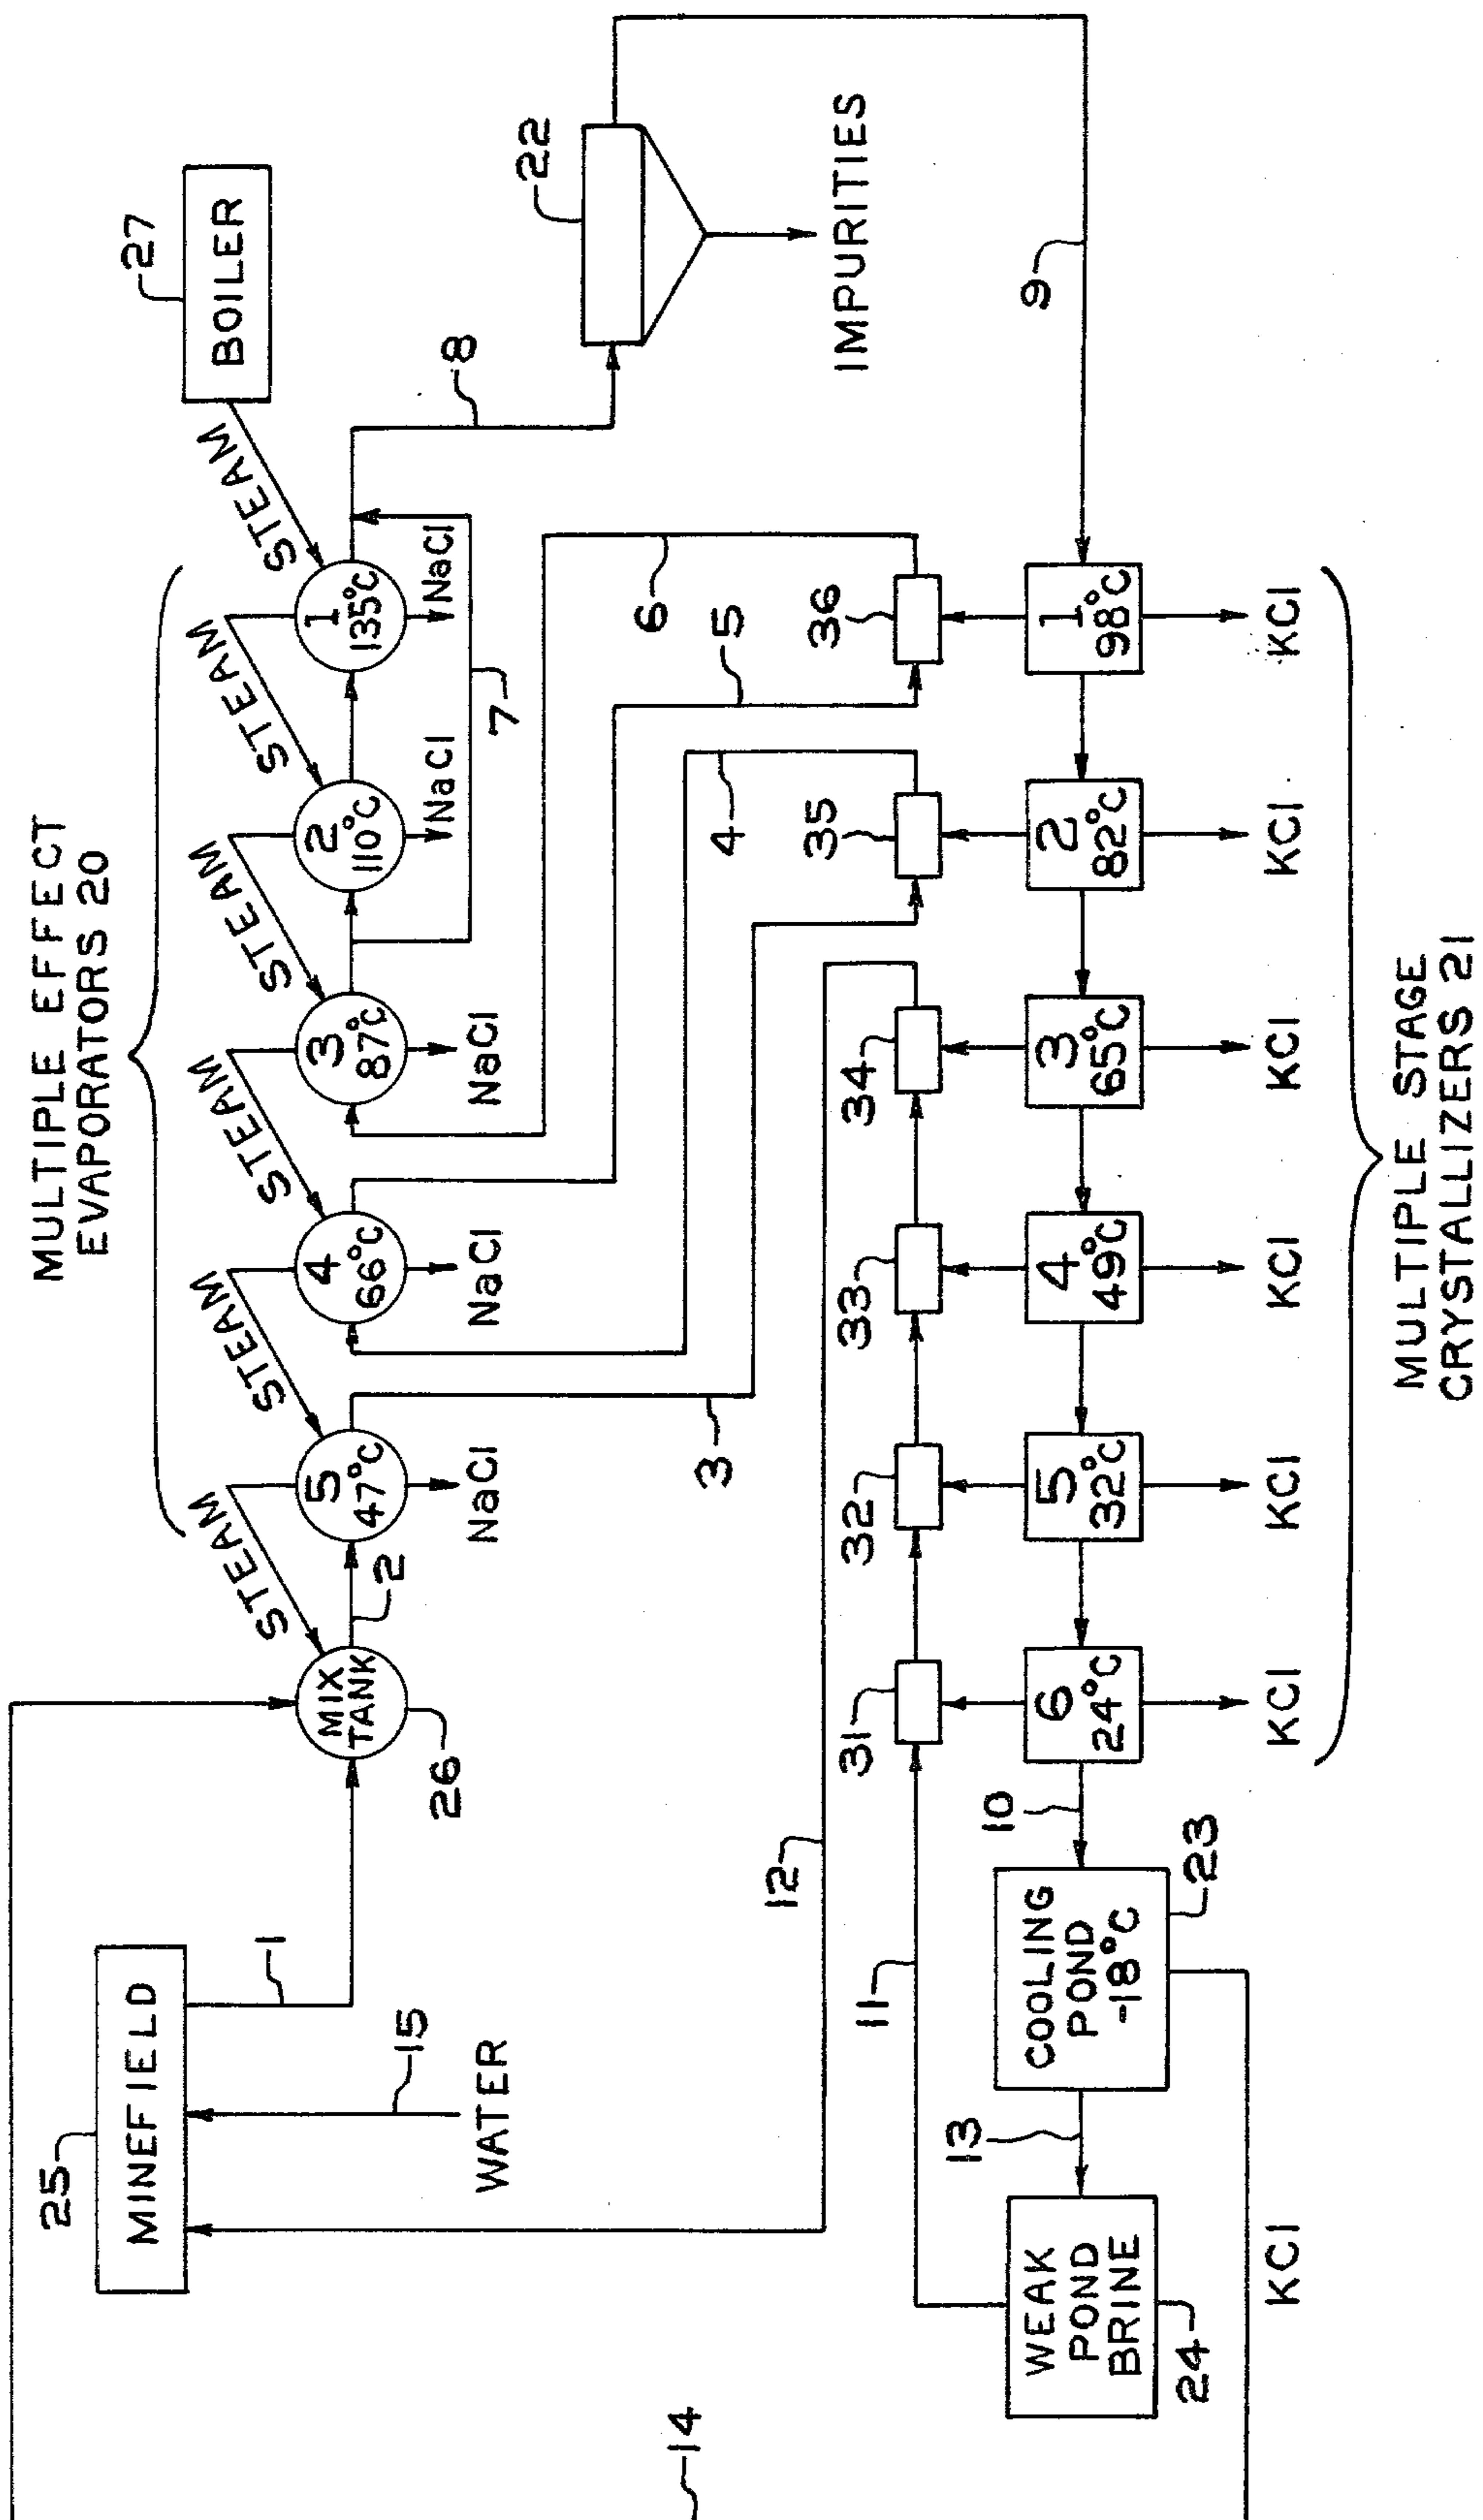 MULTIPLE EFFECT
EVAPORATORS 20
27
BOILER
STEAM
STEAM
STEAM
STEAM
STEAM
STEAM
25
MINEFIELD
1
15
WATER
MIX
TANK
26
2
5
47°C
NaCl
4
66°C
NaCl
3
87°C
NaCl
2
110°C
NaCl
1
135°C
NaCl
7
8
22
IMPURITIES
9
3
4
5
6
12
11
31
32
33
34
35
36
14
WEAK
POND
BRINE
24
13
COOLING
POND
-18°C
23
10
6
24°C
5
32°C
4
49°C
3
65°C
2
82°C
1
98°C
KCl
KCl
KCl
KCl
KCl
KCl
KCl
MULTIPLE STAGE
CRYSTALLIZERS 21